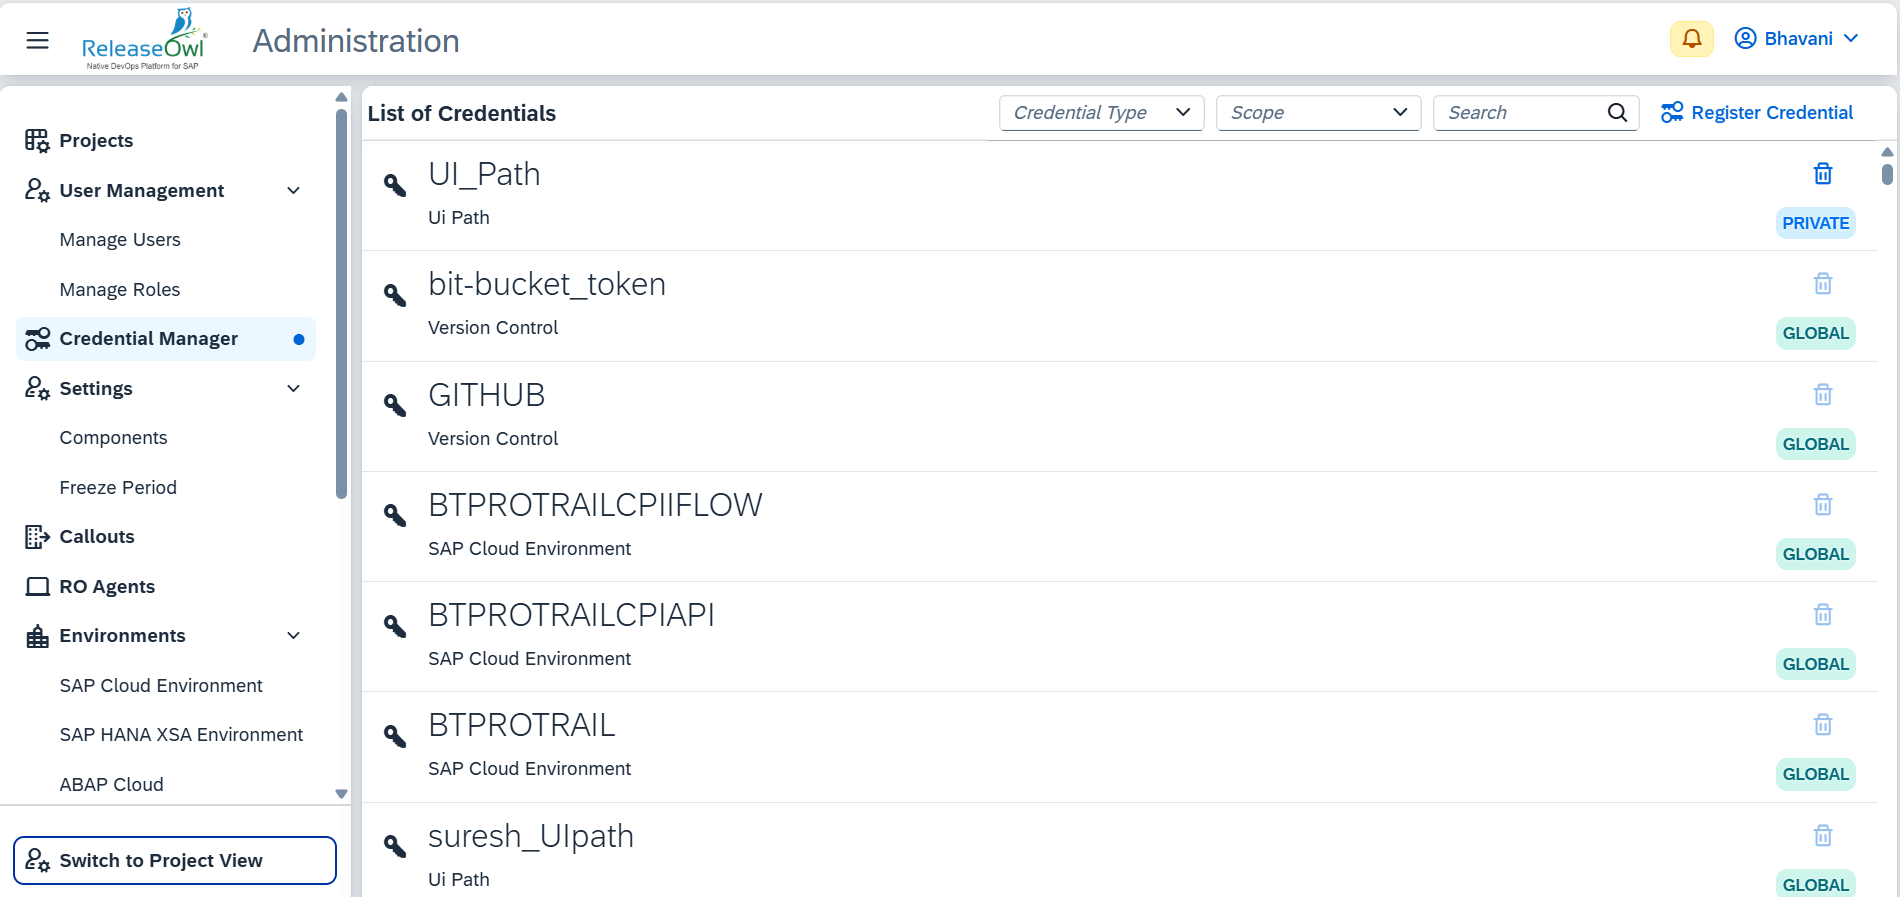 ReleaseOwl®
Native DevOps Platform for SAP
Administration
Bhavani
Projects
User Management
Manage Users
Manage Roles
Credential Manager
Settings
Components
Freeze Period
Callouts
RO Agents
Environments
SAP Cloud Environment
SAP HANA XSA Environment
ABAP Cloud
Switch to Project View
List of Credentials
Credential Type
Scope
Search
Register Credential
UI_Path
Ui Path
PRIVATE
bit-bucket_token
Version Control
GLOBAL
GITHUB
Version Control
GLOBAL
BTPROTRAILCPIIFLOW
SAP Cloud Environment
GLOBAL
BTPROTRAILCPIAPI
SAP Cloud Environment
GLOBAL
BTPROTRAIL
SAP Cloud Environment
GLOBAL
suresh_UIpath
Ui Path
GLOBAL